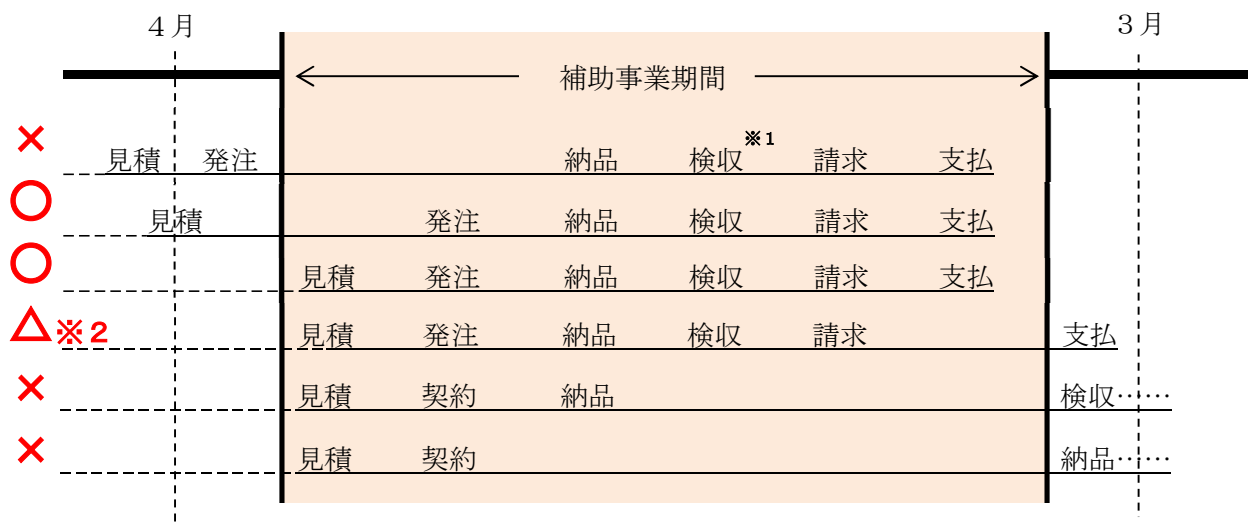 ４月
３月
補助事業期間
× 見積 発注 納品 検収※1 請求 支払
○ 見積 発注 納品 検収 請求 支払
○ 見積 発注 納品 検収 請求 支払
△※２ 見積 発注 納品 検収 請求 支払
× 見積 契約 納品 検収……
× 見積 契約 納品……